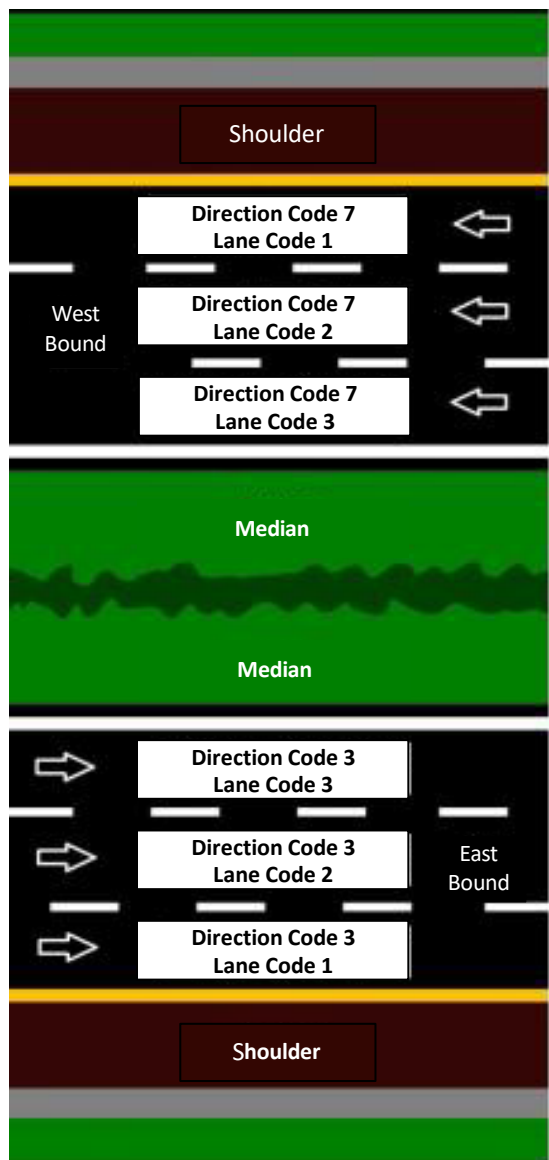 Shoulder
Direction Code 7
Lane Code 1
West
Bound
Direction Code 7
Lane Code 2
Direction Code 7
Lane Code 3
Median
Median
Direction Code 3
Lane Code 3
Direction Code 3
Lane Code 2
East
Bound
Direction Code 3
Lane Code 1
Shoulder